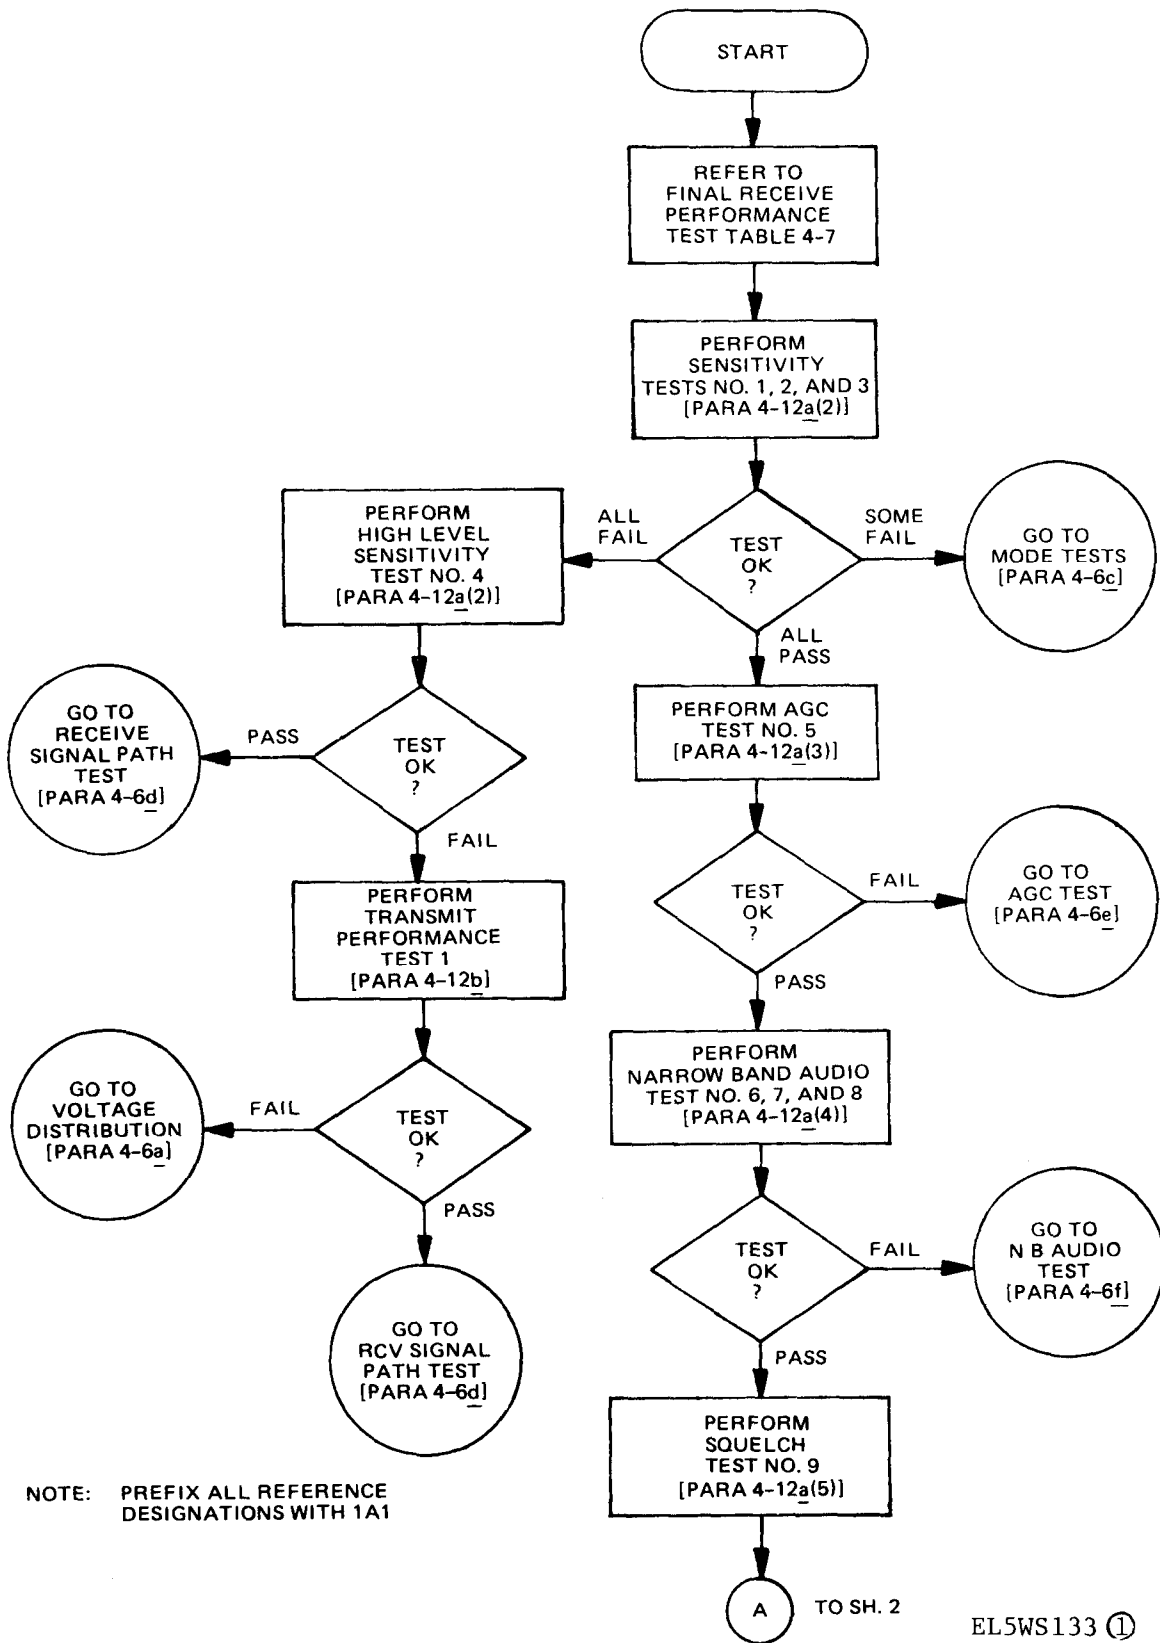 START
REFER TO
FINAL RECEIVE
PERFORMANCE
TEST TABLE 4-7
PERFORM
SENSITIVITY
TESTS NO. 1, 2, AND 3
[PARA 4-12a(2)]
TEST
OK
?
ALL
FAIL
SOME
FAIL
ALL
PASS
GO TO
MODE TESTS
[PARA 4-6c]
PERFORM
HIGH LEVEL
SENSITIVITY
TEST NO. 4
[PARA 4-12a(2)]
TEST
OK
?
PASS
FAIL
GO TO
RECEIVE
SIGNAL PATH
TEST
[PARA 4-6d]
PERFORM
TRANSMIT
PERFORMANCE
TEST 1
[PARA 4-12b]
TEST
OK
?
FAIL
PASS
GO TO
VOLTAGE
DISTRIBUTION
[PARA 4-6a]
GO TO
RCV SIGNAL
PATH TEST
[PARA 4-6d]
PERFORM AGC
TEST NO. 5
[PARA 4-12a(3)]
TEST
OK
?
FAIL
PASS
GO TO
AGC TEST
[PARA 4-6e]
PERFORM
NARROW BAND AUDIO
TEST NO. 6, 7, AND 8
[PARA 4-12a(4)]
TEST
OK
?
FAIL
PASS
GO TO
N B AUDIO
TEST
[PARA 4-6f]
PERFORM
SQUELCH
TEST NO. 9
[PARA 4-12a(5)]
A
TO SH. 2
NOTE: PREFIX ALL REFERENCE
DESIGNATIONS WITH 1A1
EL5WS133 ①